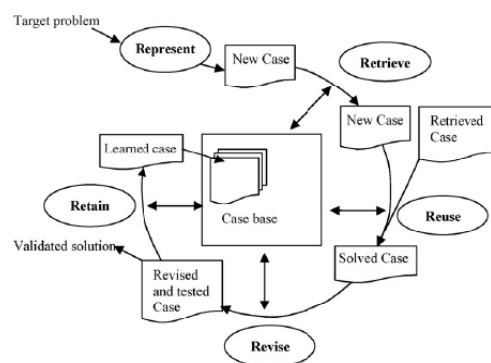 Target problem
Represent
New Case
Retrieve
New Case
Retrieved
Case
Learned case
Case base
Retain
Reuse
Validated solution
Revised
and tested
Case
Solved Case
Revise